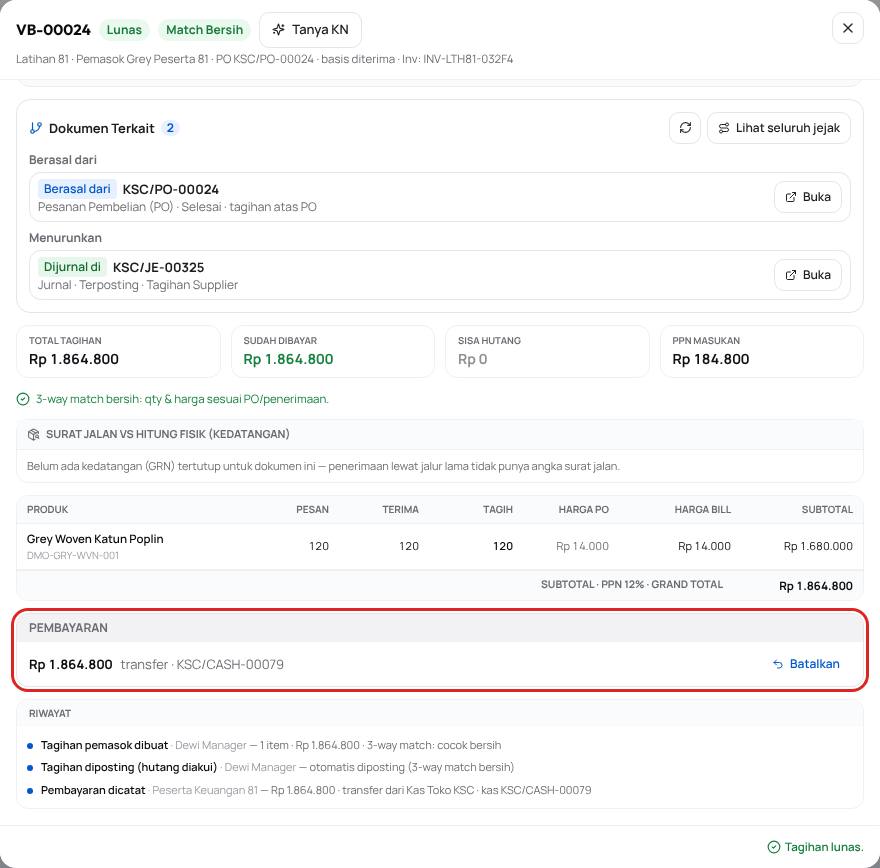 VB-00024 Lunas Match Bersih Tanya KN
Latihan 81 · Pemasok Grey Peserta 81 · PO KSC/PO-00024 · basis diterima · Inv: INV-LTH81-032F4
Dokumen Terkait 2 Lihat seluruh jejak
Berasal dari
Berasal dari KSC/PO-00024
Pesanan Pembelian (PO) · Selesai · tagihan atas PO
Buka
Menurunkan
Dijurnal di KSC/JE-00325
Jurnal · Terposting · Tagihan Supplier
Buka
TOTAL TAGIHAN
Rp 1.864.800
SUDAH DIBAYAR
Rp 1.864.800
SISA HUTANG
Rp 0
PPN MASUKAN
Rp 184.800
3-way match bersih: qty & harga sesuai PO/penerimaan.
SURAT JALAN VS HITUNG FISIK (KEDATANGAN)
Belum ada kedatangan (GRN) tertutup untuk dokumen ini — penerimaan lewat jalur lama tidak punya angka surat jalan.
PRODUK PESAN TERIMA TAGIH HARGA PO HARGA BILL SUBTOTAL
Grey Woven Katun Poplin
DMO-GRY-WVN-001
120 120 120 Rp 14.000 Rp 14.000 Rp 1.680.000
SUBTOTAL · PPN 12% · GRAND TOTAL Rp 1.864.800
PEMBAYARAN
Rp 1.864.800 transfer · KSC/CASH-00079 Batalkan
RIWAYAT
Tagihan pemasok dibuat · Dewi Manager — 1 item · Rp 1.864.800 · 3-way match: cocok bersih
Tagihan diposting (hutang diakui) · Dewi Manager — otomatis diposting (3-way match bersih)
Pembayaran dicatat · Peserta Keuangan 81 — Rp 1.864.800 · transfer dari Kas Toko KSC · kas KSC/CASH-00079
Tagihan lunas.